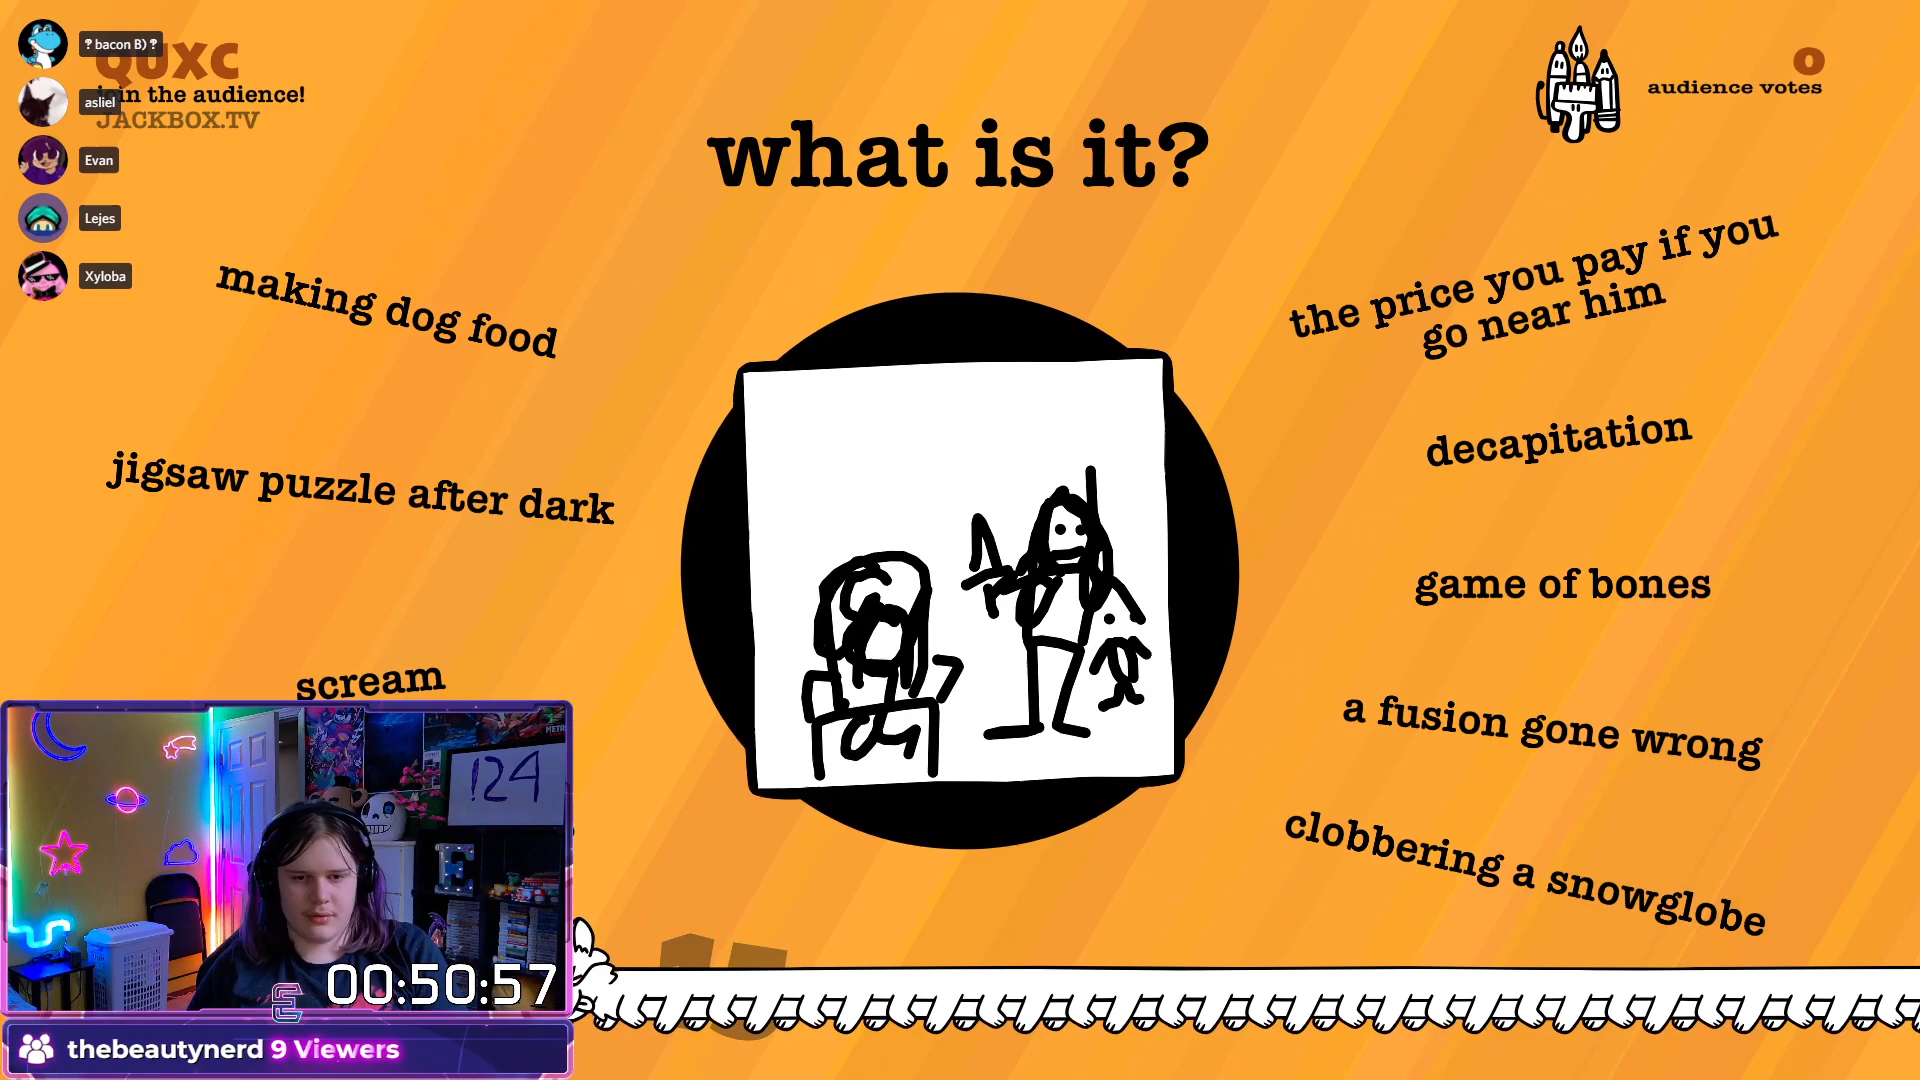 ? bacon B) ?
QUXC
join the audience!
JACKBOX.TV
asliel
Evan
Lejes
Xyloba
0
audience votes
what is it?
making dog food
jigsaw puzzle after dark
scream
the price you pay if you
go near him
decapitation
game of bones
a fusion gone wrong
clobbering a snowglobe
!24
E
00:50:57
thebeautynerd 9 Viewers